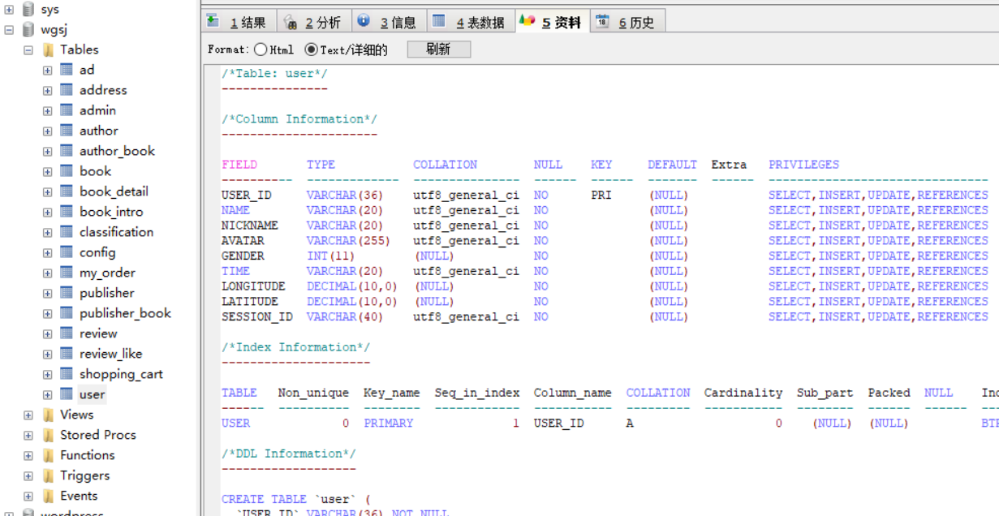 sys
wgsj
Tables
ad
address
admin
author
author_book
book
book_detail
book_intro
classification
config
my_order
publisher
publisher_book
review
review_like
shopping_cart
user
Views
Stored Procs
Functions
Triggers
Events
1 结果 2 分析 3 信息 4 表数据 5 资料 18 6 历史
Format: Html Text/详细的 刷新
/*Table: user*/
---------------
/*Column Information*/
----------------------
FIELD TYPE COLLATION NULL KEY DEFAULT Extra PRIVILEGES
---------- ------------- --------------- ------ ------ ------- ------ -------------------------------
USER_ID VARCHAR(36) utf8_general_ci NO PRI (NULL) SELECT,INSERT,UPDATE,REFERENCES
NAME VARCHAR(20) utf8_general_ci NO (NULL) SELECT,INSERT,UPDATE,REFERENCES
NICKNAME VARCHAR(20) utf8_general_ci NO (NULL) SELECT,INSERT,UPDATE,REFERENCES
AVATAR VARCHAR(255) utf8_general_ci NO (NULL) SELECT,INSERT,UPDATE,REFERENCES
GENDER INT(11) (NULL) NO (NULL) SELECT,INSERT,UPDATE,REFERENCES
TIME VARCHAR(20) utf8_general_ci NO (NULL) SELECT,INSERT,UPDATE,REFERENCES
LONGITUDE DECIMAL(10,0) (NULL) NO (NULL) SELECT,INSERT,UPDATE,REFERENCES
LATITUDE DECIMAL(10,0) (NULL) NO (NULL) SELECT,INSERT,UPDATE,REFERENCES
SESSION_ID VARCHAR(40) utf8_general_ci NO (NULL) SELECT,INSERT,UPDATE,REFERENCES
/*Index Information*/
---------------------
TABLE Non_unique Key_name Seq_in_index Column_name COLLATION Cardinality Sub_part Packed NULL
------ ---------- -------- ------------ ----------- --------- ----------- -------- ------ ------
USER 0 PRIMARY 1 USER_ID A 0 (NULL) (NULL)
/*DDL Information*/
-------------------
CREATE TABLE `user` (
`USER_ID` VARCHAR(36) NOT NULL
wordpress